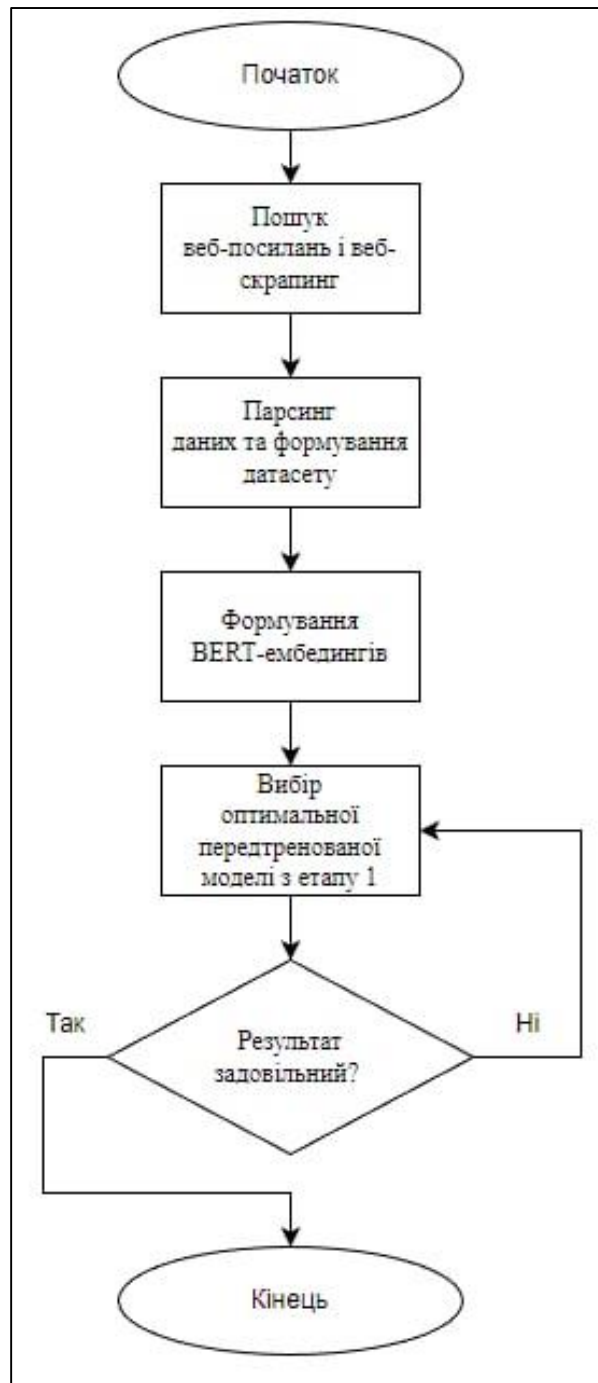 Початок
Пошук
веб-посилань і веб-
скрапинг
Парсинг
даних та формування
датасету
Формування
BERT-ембедингів
Вибір
оптимальної
передтренованої
моделі з етапу 1
Так
Ні
Результат
задовільний?
Кінець